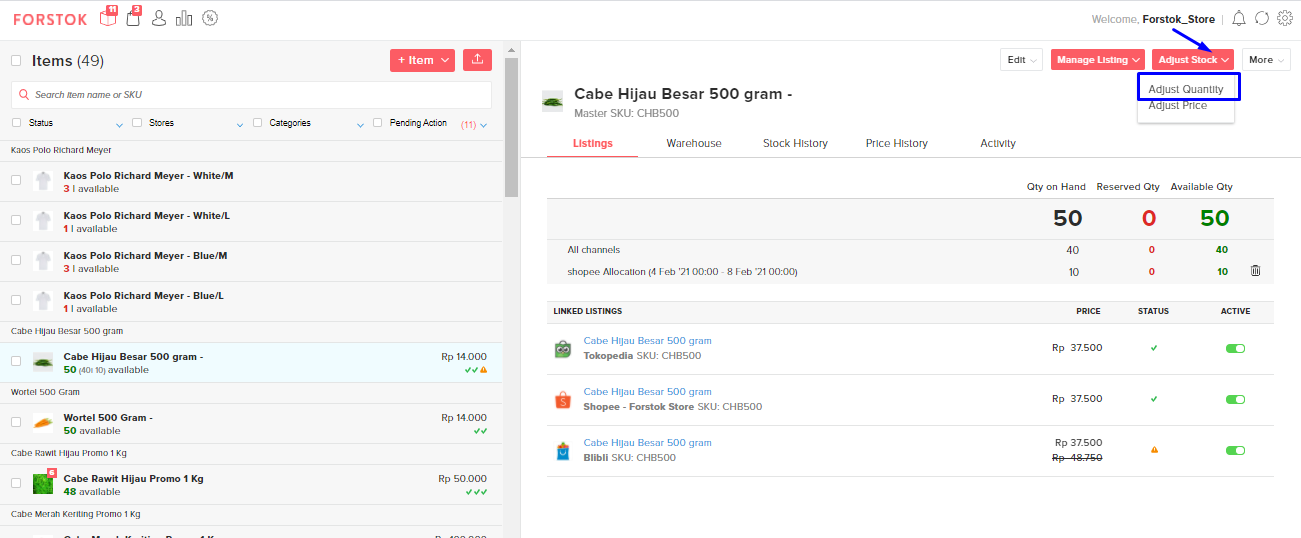 FORSTOK 11 3
Welcome, Forstok_Store |
Items (49)
+ Item
Search item name or SKU
Status Stores Categories Pending Action (11)
Kaos Polo Richard Meyer
Kaos Polo Richard Meyer - White/M
3 | available
Kaos Polo Richard Meyer - White/L
1 | available
Kaos Polo Richard Meyer - Blue/M
3 | available
Kaos Polo Richard Meyer - Blue/L
1 | available
Cabe Hijau Besar 500 gram
Cabe Hijau Besar 500 gram - Rp 14.000
50 (40| 10) available
Wortel 500 Gram
Wortel 500 Gram - Rp 14.000
50 available
Cabe Rawit Hijau Promo 1 Kg
6
Cabe Rawit Hijau Promo 1 Kg Rp 50.000
48 available
Cabe Merah Keriting Promo 1 Kg
Edit Manage Listing Adjust Stock More
Adjust Quantity
Adjust Price
Cabe Hijau Besar 500 gram -
Master SKU: CHB500
Listings Warehouse Stock History Price History Activity
Qty on Hand Reserved Qty Available Qty
50 0 50
All channels 40 0 40
shopee Allocation (4 Feb '21 00:00 - 8 Feb '21 00:00) 10 0 10
LINKED LISTINGS PRICE STATUS ACTIVE
Cabe Hijau Besar 500 gram
Tokopedia SKU: CHB500 Rp 37.500
Cabe Hijau Besar 500 gram
Shopee - Forstok Store SKU: CHB500 Rp 37.500
Cabe Hijau Besar 500 gram Rp 37.500
Blibli SKU: CHB500 Rp 48.750